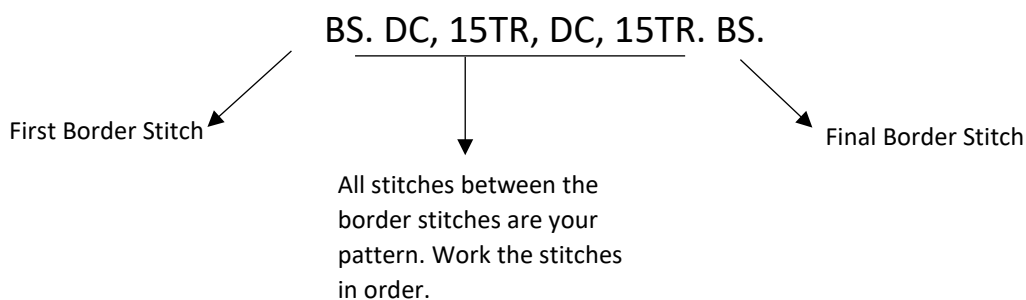 BS. DC, 15TR, DC, 15TR. BS.
First Border Stitch
Final Border Stitch
All stitches between the
border stitches are your
pattern. Work the stitches
in order.